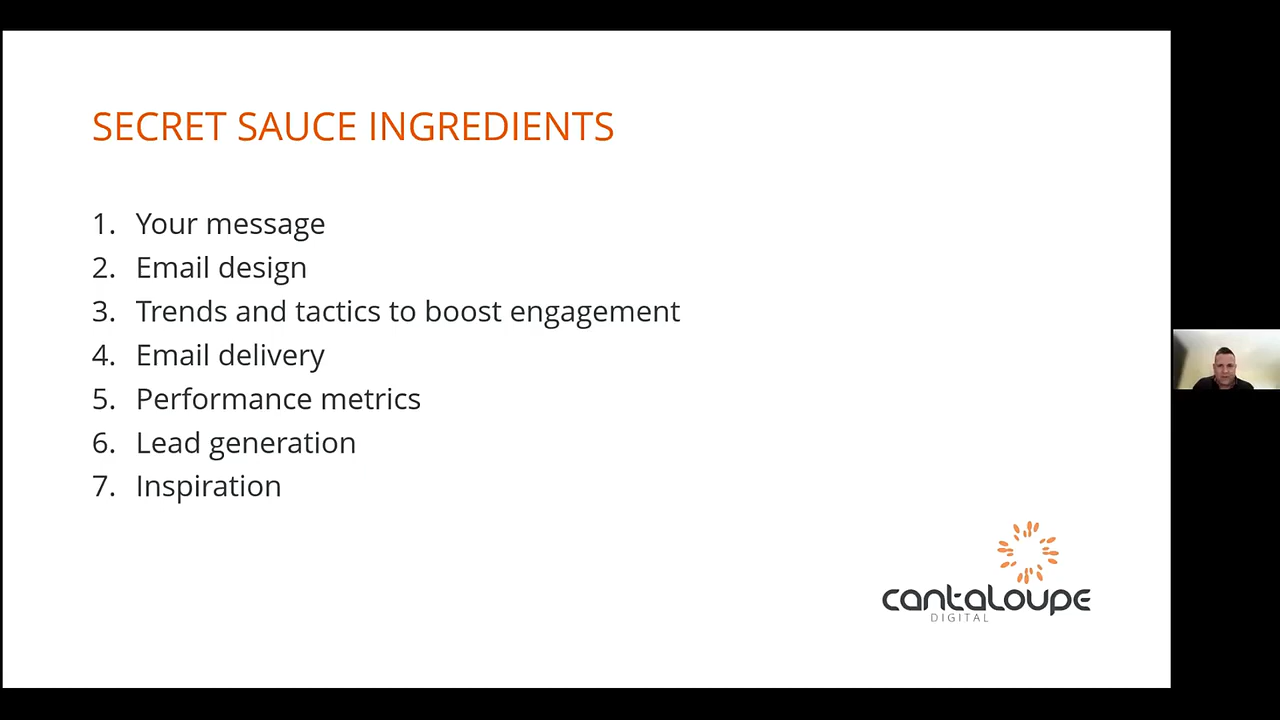 SECRET SAUCE INGREDIENTS
1. Your message
2. Email design
3. Trends and tactics to boost engagement
4. Email delivery
5. Performance metrics
6. Lead generation
7. Inspiration
cantaloupe
DIGITAL